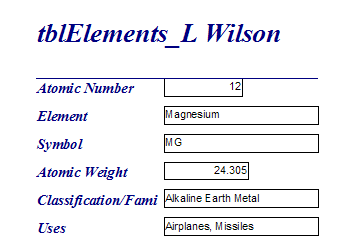 tblElements_L Wilson
Atomic Number 12
Element Magnesium
Symbol MG
Atomic Weight 24.305
Classification/Fami Alkaline Earth Metal
Uses Airplanes, Missiles